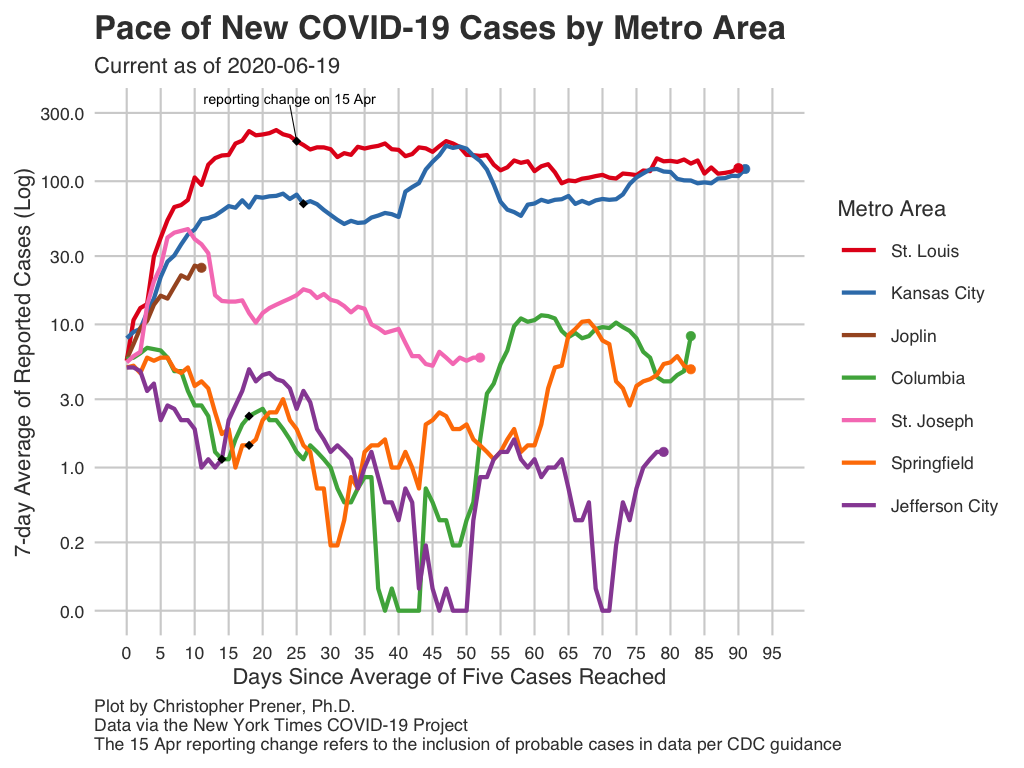 Pace of New COVID-19 Cases by Metro Area
Current as of 2020-06-19
reporting change on 15 Apr
7-day Average of Reported Cases (Log)
300.0
100.0
30.0
10.0
3.0
1.0
0.2
0.0
0 5 10 15 20 25 30 35 40 45 50 55 60 65 70 75 80 85 90 95
Days Since Average of Five Cases Reached
Metro Area
St. Louis
Kansas City
Joplin
Columbia
St. Joseph
Springfield
Jefferson City
Plot by Christopher Prener, Ph.D.
Data via the New York Times COVID-19 Project
The 15 Apr reporting change refers to the inclusion of probable cases in data per CDC guidance